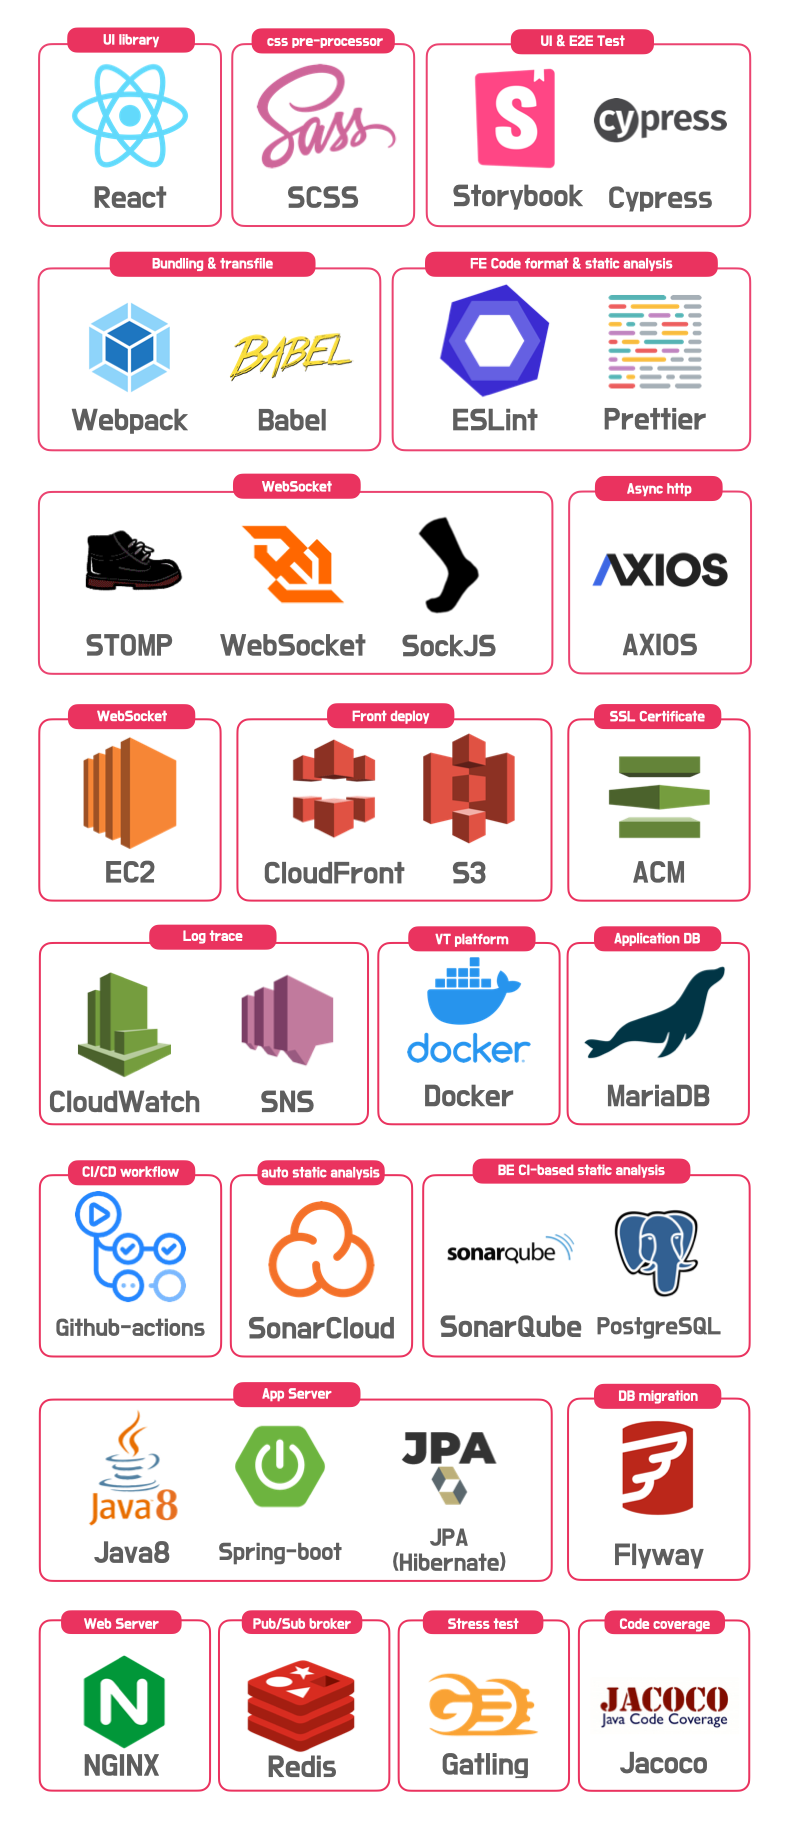 UI library
React
css pre-processor
Sass
SCSS
UI & E2E Test
S
cypress
Storybook
Cypress
Bundling & transfile
BABEL
Webpack
Babel
FE Code format & static analysis
ESLint
Prettier
WebSocket
STOMP
WebSocket
SockJS
Async http
AXIOS
AXIOS
WebSocket
EC2
Front deploy
CloudFront
S3
SSL Certificate
ACM
Log trace
CloudWatch
SNS
VT platform
docker
Docker
Application DB
MariaDB
CI/CD workflow
Github-actions
auto static analysis
SonarCloud
BE CI-based static analysis
sonarqube
SonarQube
PostgreSQL
App Server
Java 8
Java8
Spring-boot
JPA
JPA
(Hibernate)
DB migration
Flyway
Web Server
N
NGINX
Pub/Sub broker
Redis
Stress test
Gatling
Code coverage
JACOCO
Java Code Coverage
Jacoco